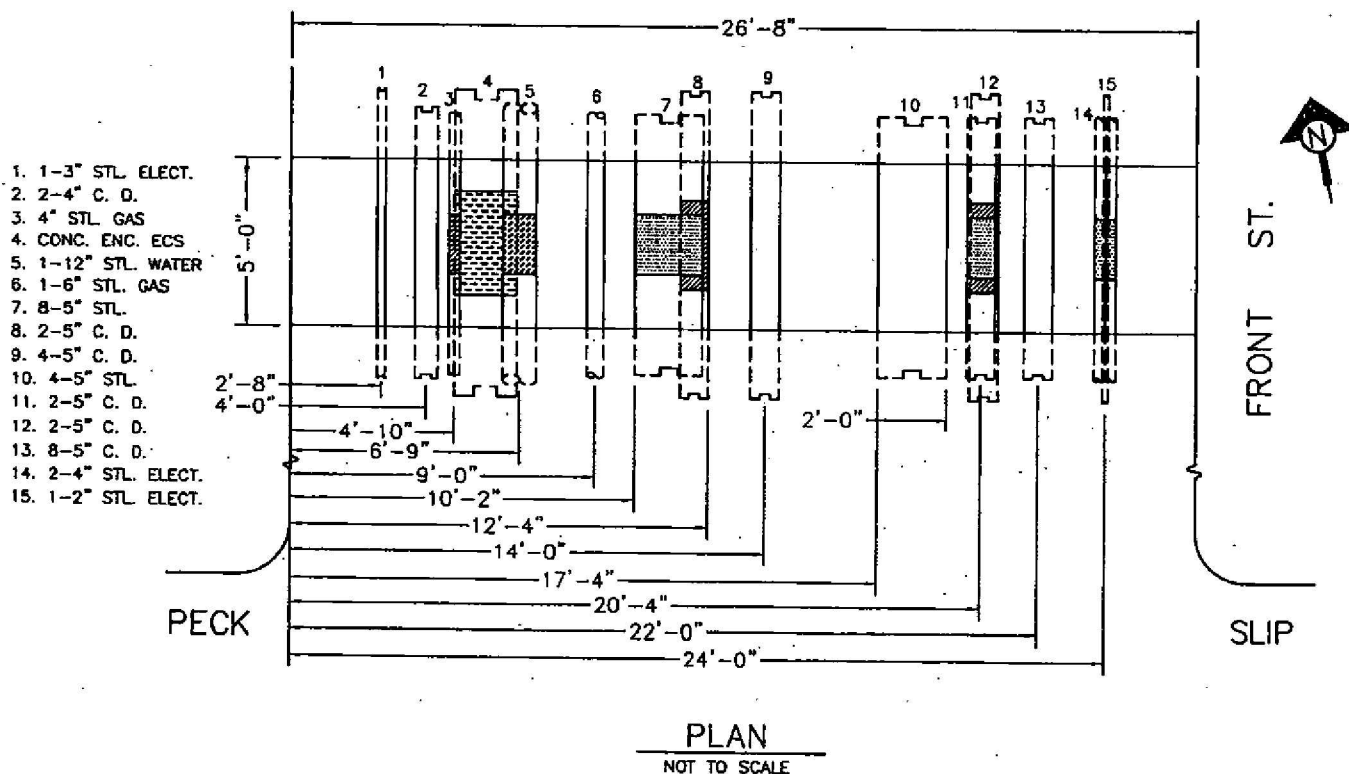 26'-8"
1
2
3
4
5
6
7
8
9
10
11
12
13
14
15
N
1. 1-3" STL. ELECT.
2. 2-4" C. D.
3. 4" STL. GAS
4. CONC. ENC. ECS
5. 1-12" STL. WATER
6. 1-6" STL. GAS
7. 8-5" STL.
8. 2-5" C. D.
9. 4-5" C. D.
10. 4-5" STL.
11. 2-5" C. D.
12. 2-5" C. D.
13. 8-5" C. D.
14. 2-4" STL. ELECT.
15. 1-2" STL. ELECT.
5'-0"
FRONT ST.
2'-8"
4'-0"
4'-10"
2'-0"
6'-9"
9'-0"
10'-2"
12'-4"
14'-0"
17'-4"
20'-4"
22'-0"
24'-0"
PECK
SLIP
PLAN
NOT TO SCALE